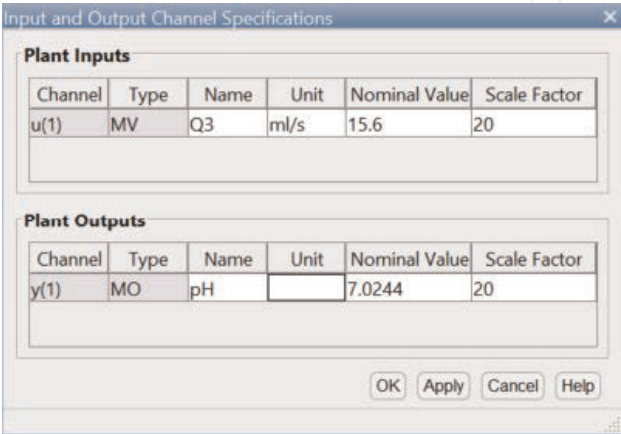 Input and Output Channel Specifications ×
Plant Inputs
Channel Type Name Unit Nominal Value Scale Factor
u(1) MV Q3 ml/s 15.6 20
Plant Outputs
Channel Type Name Unit Nominal Value Scale Factor
y(1) MO pH 7.0244 20
OK Apply Cancel Help